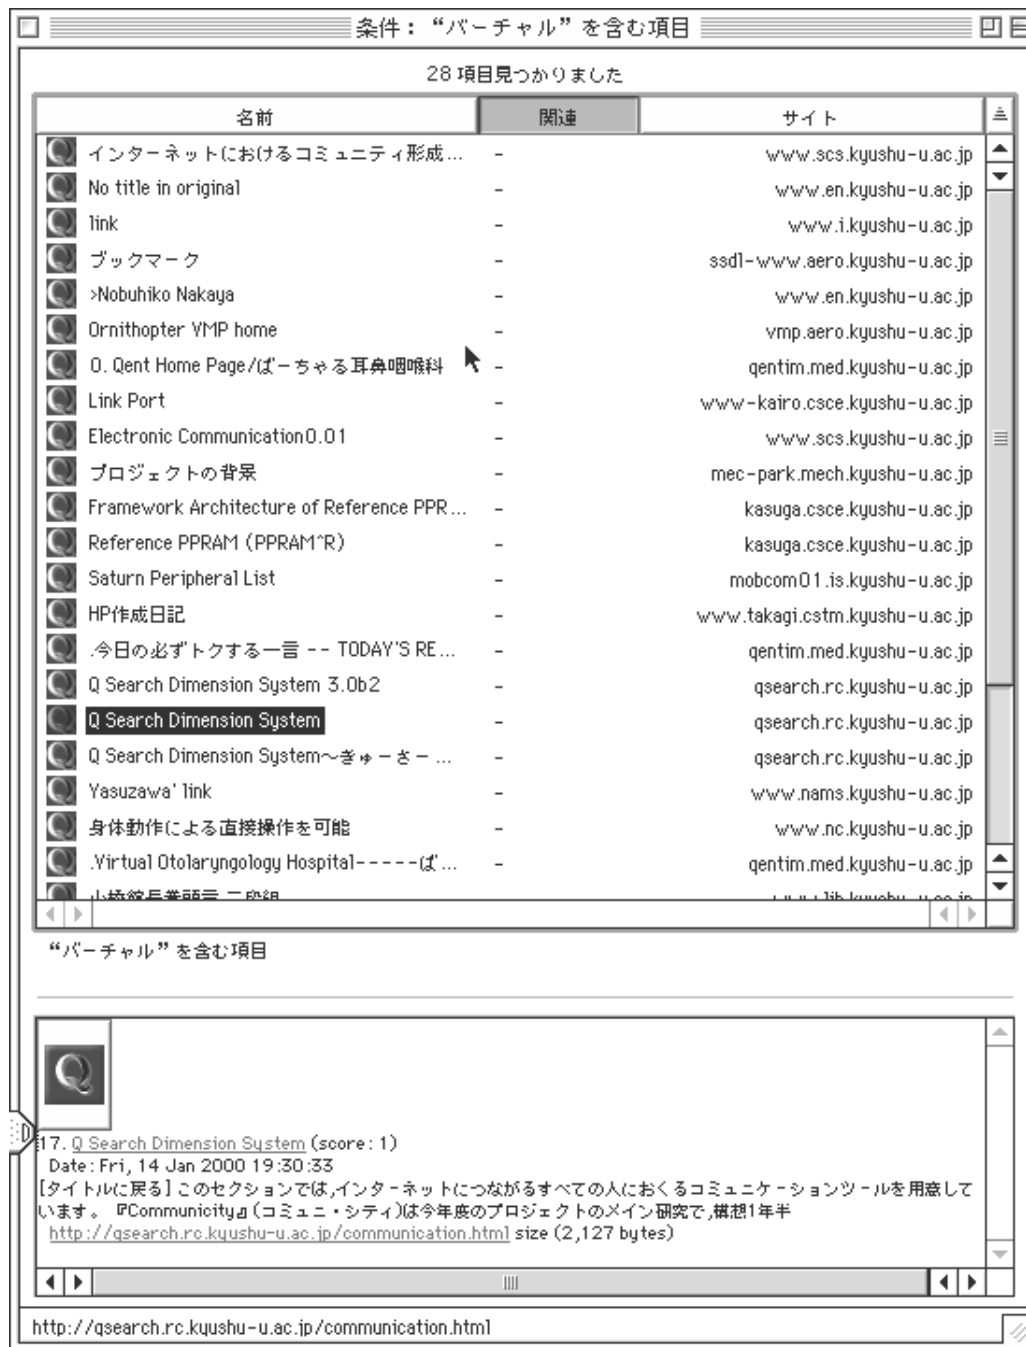 条件：“バーチャル”を含む項目
28 項目見つかりました
名前 関連 サイト
インターネットにおけるコミュニティ形成... - www.scs.kyushu-u.ac.jp
No title in original - www.en.kyushu-u.ac.jp
link - www.i.kyushu-u.ac.jp
ブックマーク - ssdl-www.aero.kyushu-u.ac.jp
>Nobuhiko Nakaya - www.en.kyushu-u.ac.jp
Ornithopter VMP home - vmp.aero.kyushu-u.ac.jp
0. Qent Home Page/ばーちゃる耳鼻咽喉科 - qentim.med.kyushu-u.ac.jp
Link Port - www-kairo.csce.kyushu-u.ac.jp
Electronic Communication0.01 - www.scs.kyushu-u.ac.jp
プロジェクトの背景 - mec-park.mech.kyushu-u.ac.jp
Framework Architecture of Reference PPR... - kasuga.csce.kyushu-u.ac.jp
Reference PPRAM (PPRAM^R) - kasuga.csce.kyushu-u.ac.jp
Saturn Peripheral List - mobcom01.is.kyushu-u.ac.jp
HP作成日記 - www.takagi.cstm.kyushu-u.ac.jp
.今日の必ずトクする一言 -- TODAY'S RE... - qentim.med.kyushu-u.ac.jp
Q Search Dimension System 3.0b2 - qsearch.rc.kyushu-u.ac.jp
Q Search Dimension System - qsearch.rc.kyushu-u.ac.jp
Q Search Dimension System～きゅーさー ... - qsearch.rc.kyushu-u.ac.jp
Yasuzawa' link - www.nams.kyushu-u.ac.jp
身体動作による直接操作を可能 - www.nc.kyushu-u.ac.jp
.Virtual Otolaryngology Hospital-----ば... - qentim.med.kyushu-u.ac.jp
www.lib.kyushu-u.ac.jp
“バーチャル”を含む項目
17. Q Search Dimension System (score: 1)
Date: Fri, 14 Jan 2000 19:30:33
[タイトルに戻る] このセクションでは,インターネットにつながるすべての人におくるコミュニケーションツールを用意して
います。 『Communicity』(コミュニ・シティ)は今年度のプロジェクトのメイン研究で,構想1年半
http://qsearch.rc.kyushu-u.ac.jp/communication.html size (2,127 bytes)
http://qsearch.rc.kyushu-u.ac.jp/communication.html